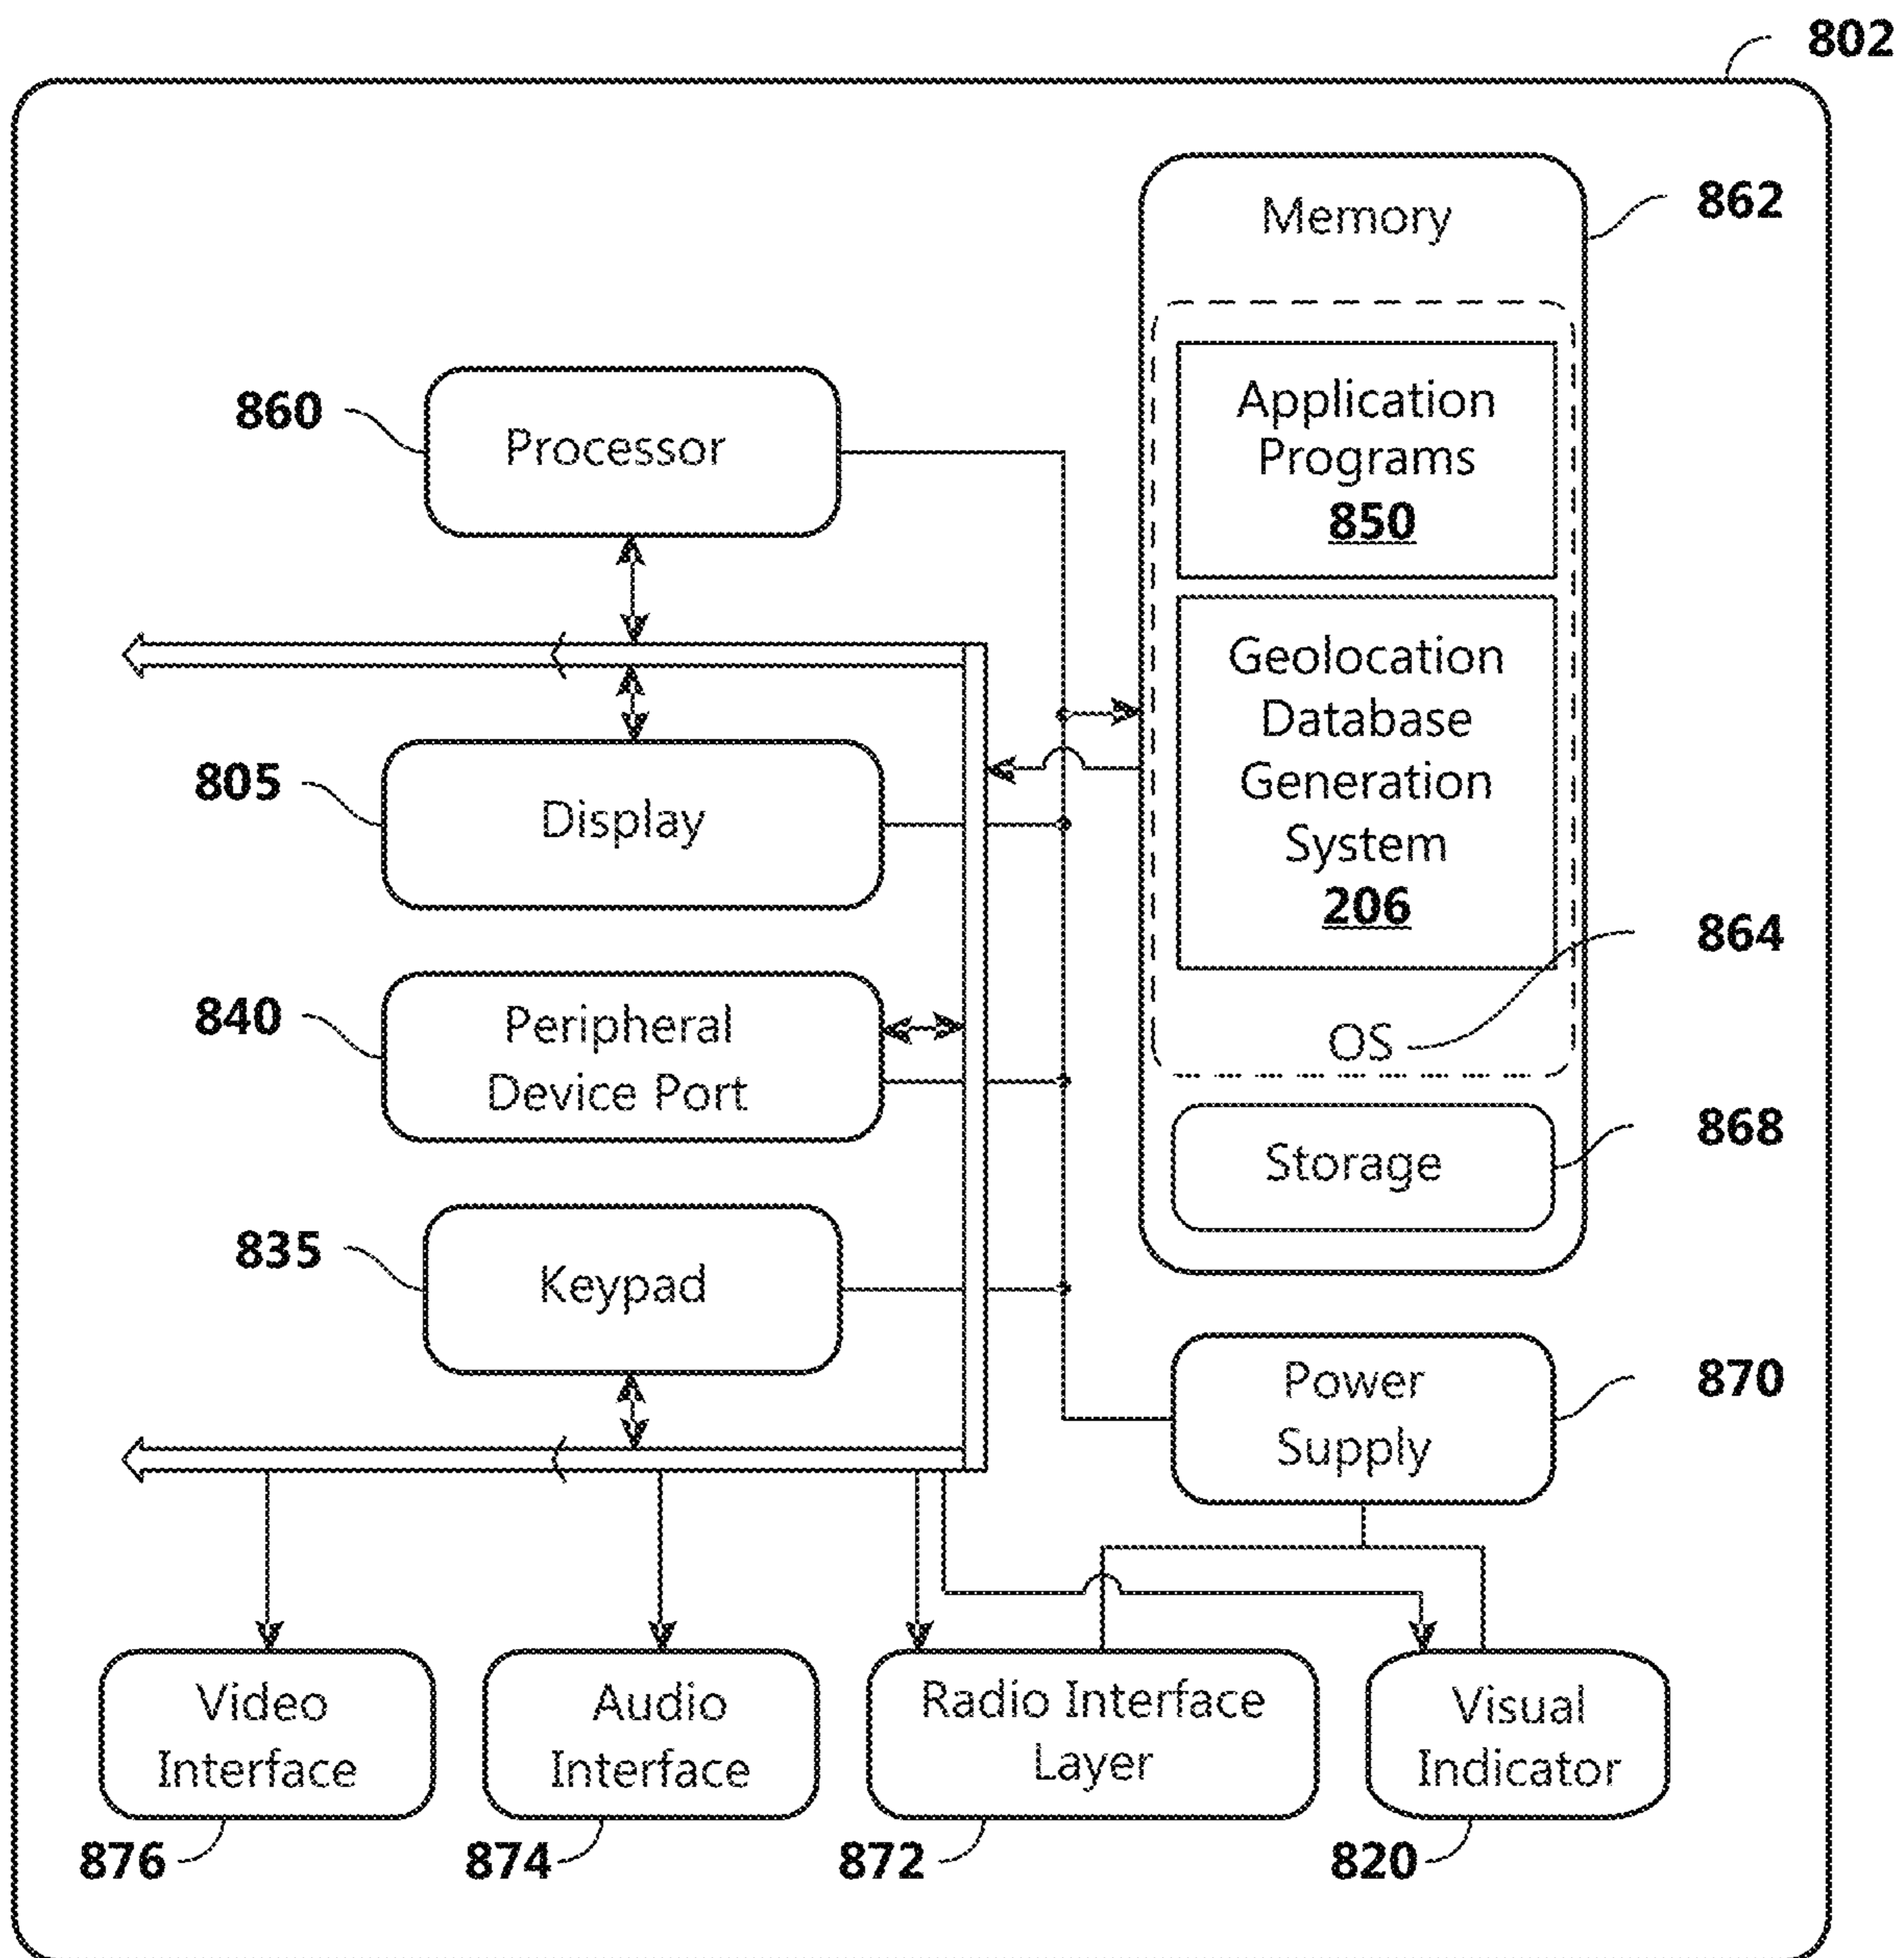 802
Memory
862
Application
Programs
850
860
Processor
Geolocation
Database
Generation
System
206
805
Display
864
840
Peripheral
Device Port
OS
868
Storage
835
Keypad
Power
Supply
870
Video
Interface
Audio
Interface
Radio Interface
Layer
Visual
Indicator
876
874
872
820